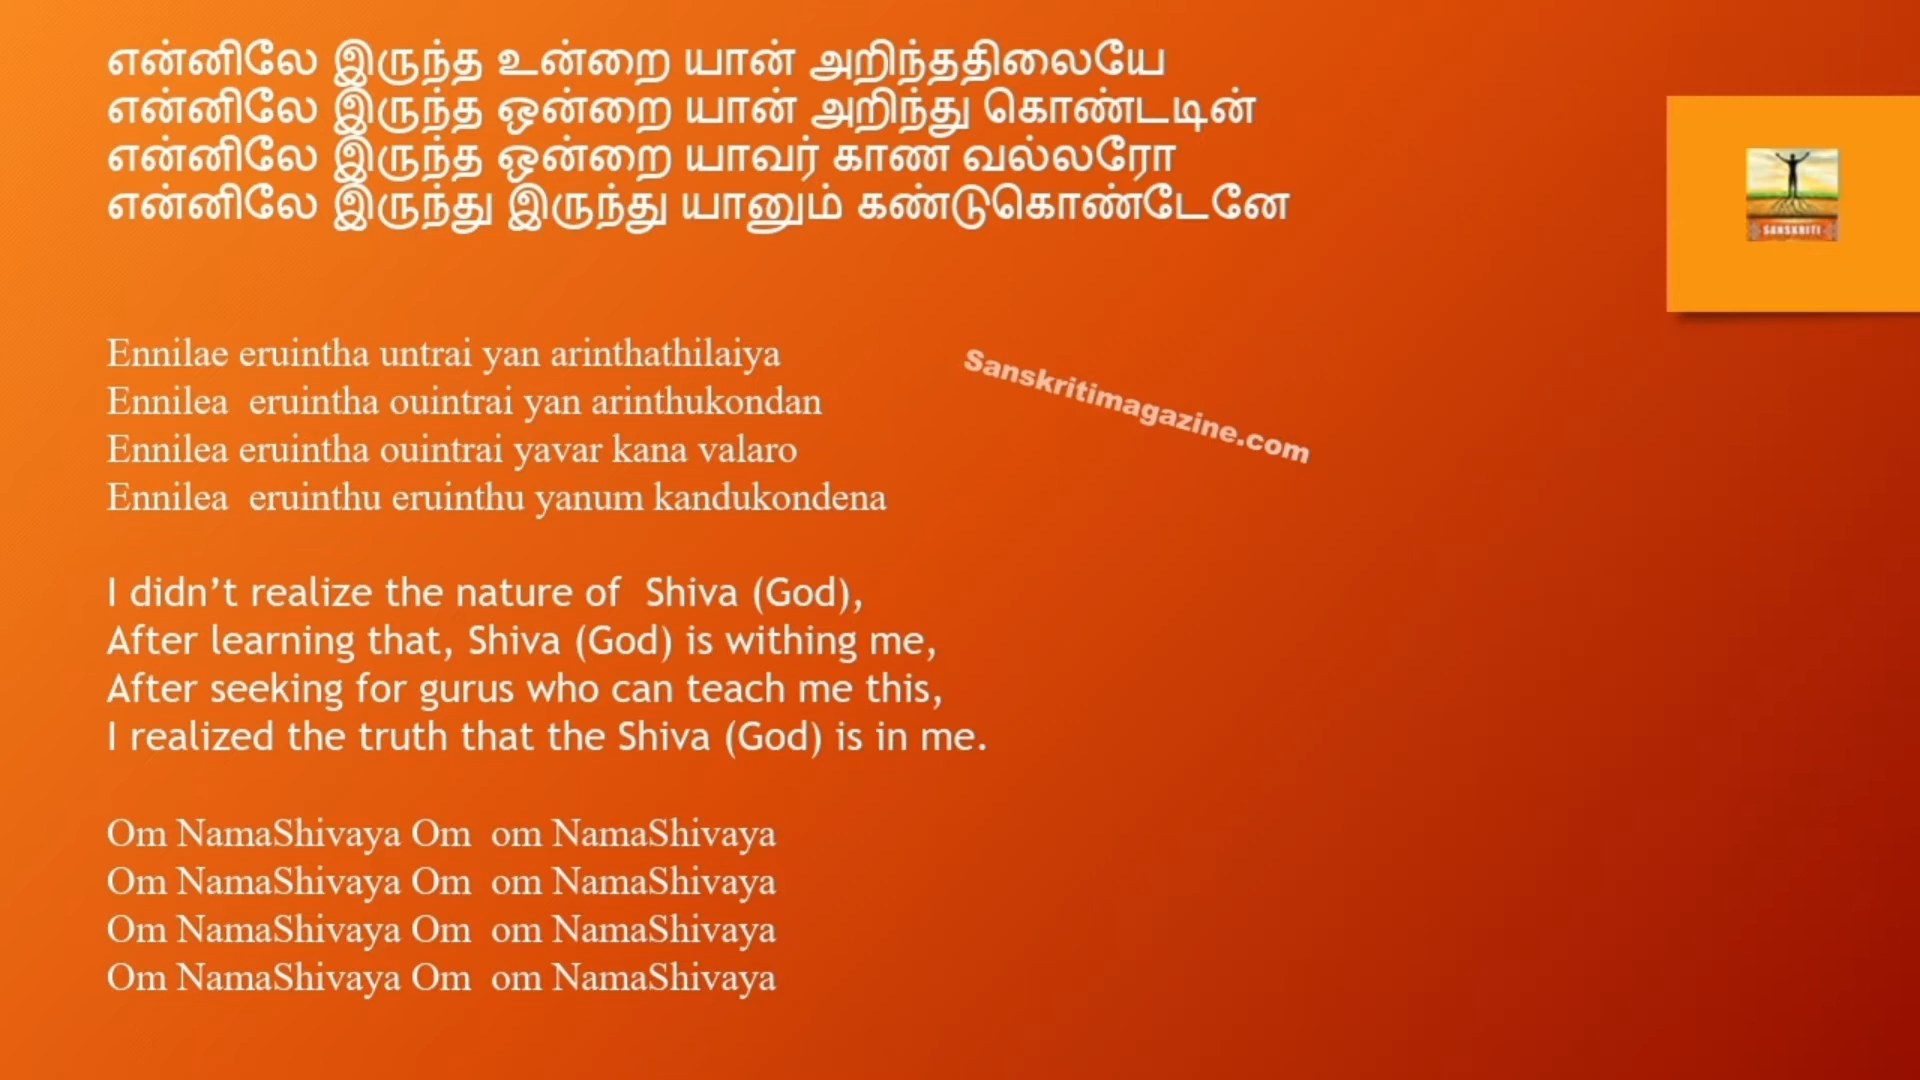 என்னிலே இருந்த உன்றை யான் அறிந்ததிலையே
என்னிலே இருந்த ஒன்றை யான் அறிந்து கொண்டடின்
என்னிலே இருந்த ஒன்றை யாவர் காண வல்லரோ
என்னிலே இருந்து இருந்து யானும் கண்டுகொண்டேனே
SANSKRITI
Ennilae eruintha untrai yan arinthathilaiya
Ennilea eruintha ouintrai yan arinthukondan
Ennilea eruintha ouintrai yavar kana valaro
Ennilea eruinthu eruinthu yanum kandukondena
Sanskritimagazine.com
I didn’t realize the nature of Shiva (God),
After learning that, Shiva (God) is withing me,
After seeking for gurus who can teach me this,
I realized the truth that the Shiva (God) is in me.
Om NamaShivaya Om om NamaShivaya
Om NamaShivaya Om om NamaShivaya
Om NamaShivaya Om om NamaShivaya
Om NamaShivaya Om om NamaShivaya